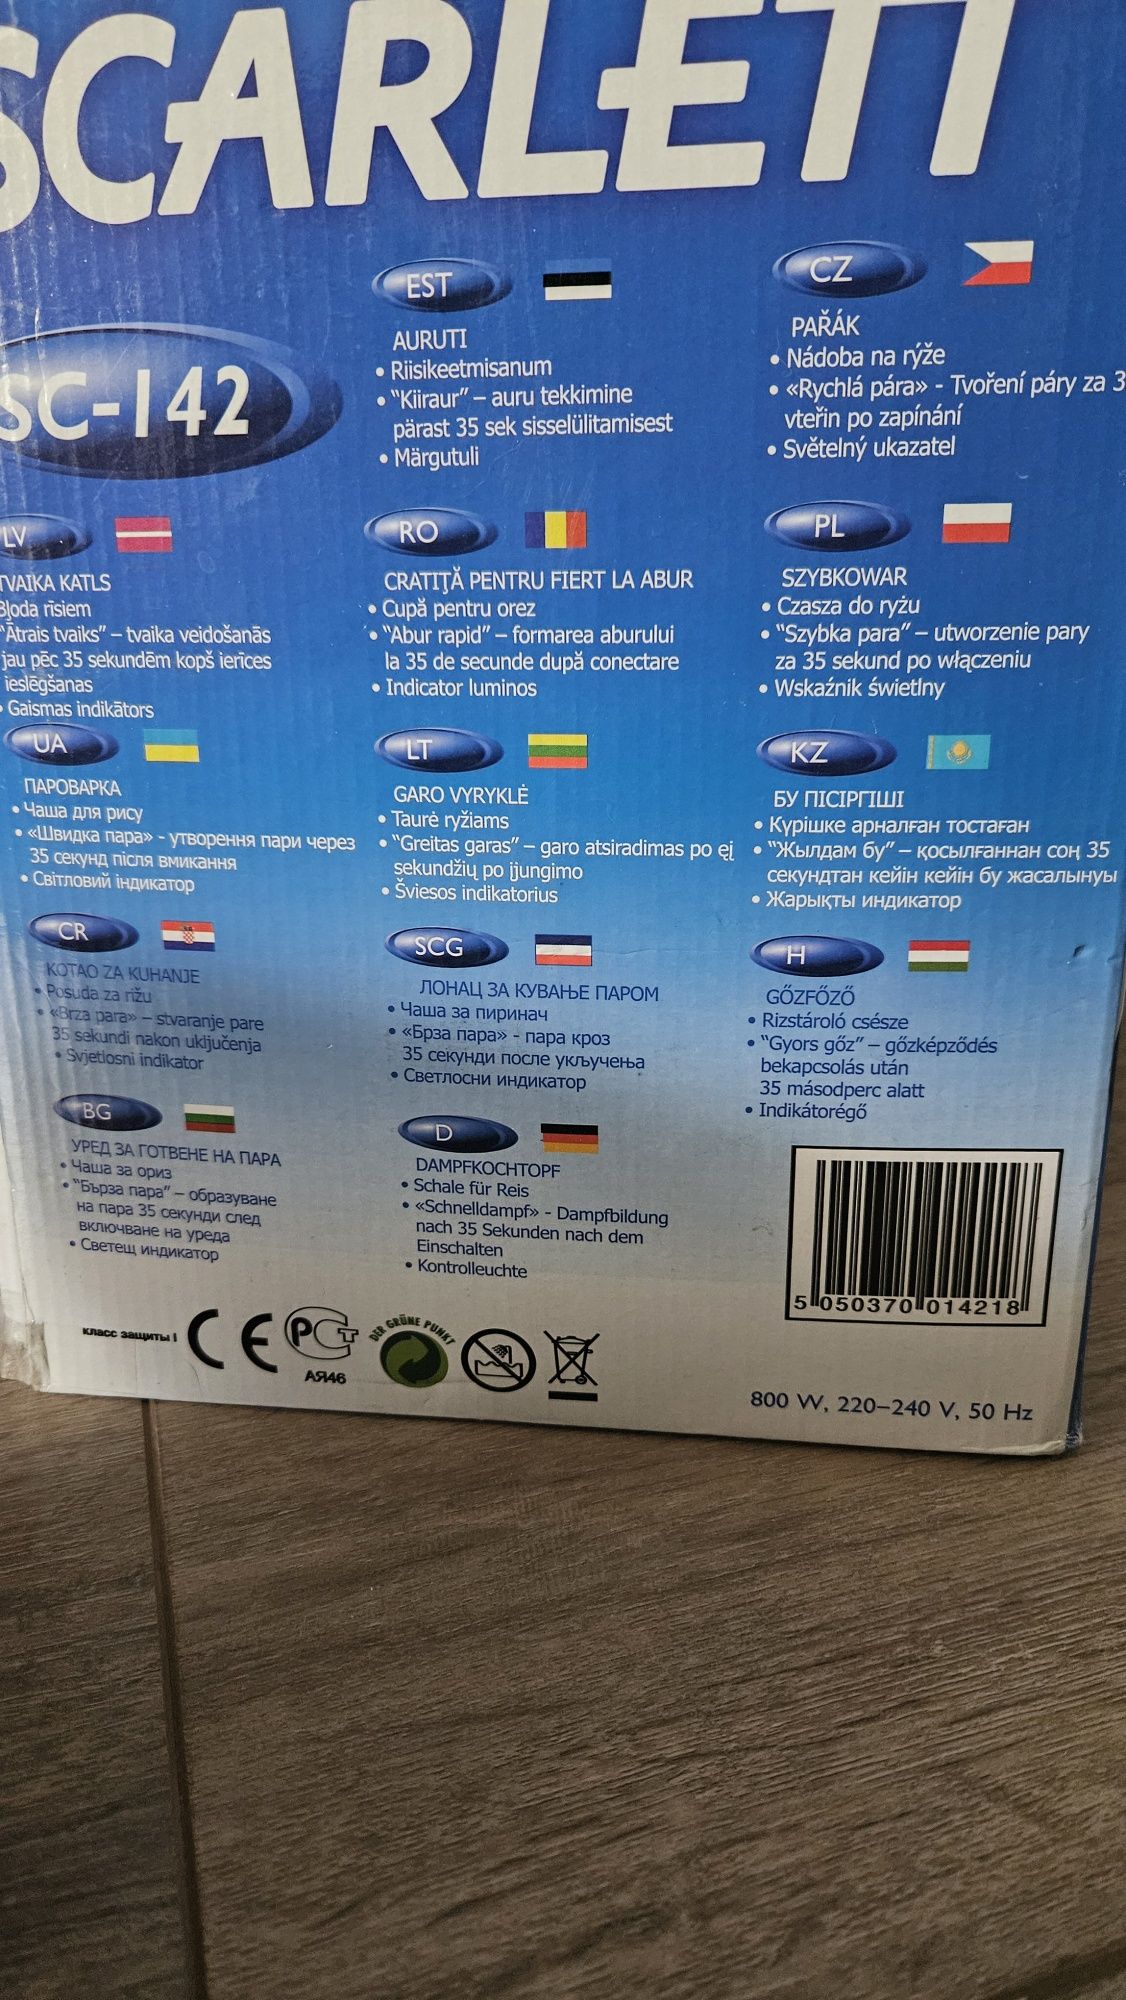 SCARLETT
SC-142
EST
AURUTI
• Riisikeetmisanum
• "Kiiraur" – auru tekkimine
pärast 35 sek sisselülitamisest
• Märgutuli
CZ
PAŘÁK
• Nádoba na rýže
• «Rychlá pára» - Tvoření páry za 3
vteřin po zapínání
• Světelný ukazatel
LV
TVAIKA KATLS
Bļoda rīsiem
"Ātrais tvaiks" – tvaika veidošanās
jau pēc 35 sekundēm kopš ierīces
ieslēgšanas
• Gaismas indikātors
RO
CRATIŢĂ PENTRU FIERT LA ABUR
• Cupă pentru orez
• "Abur rapid" – formarea aburului
la 35 de secunde după conectare
• Indicator luminos
PL
SZYBKOWAR
• Czasza do ryżu
• "Szybka para" – utworzenie pary
za 35 sekund po włączeniu
• Wskaźnik świetlny
UA
ПАРОВАРКА
• Чаша для рису
• «Швидка пара» - утворення пари через
35 секунд після вмикання
• Світловий індикатор
LT
GARO VYRYKLĖ
• Taurė ryžiams
• "Greitas garas" – garo atsiradimas po ęį
sekundžių po įjungimo
• Šviesos indikatorius
KZ
БУ ПІСІРГІШІ
• Күрішке арналған тостаған
• "Жылдам бу" – қосылғаннан соң 35
секундтан кейін кейін бу жасалынуы
• Жарықты индикатор
CR
KOTAO ZA KUHANJE
• Posuda za rižu
• «Brza para» – stvaranje pare
35 sekundi nakon uključenja
• Svjetlosni indikator
SCG
ЛОНАЦ ЗА КУВАЊЕ ПАРОМ
• Чаша за пиринач
• «Брза пара» - пара кроз
35 секунди после укључења
• Светлосни индикатор
H
GŐZFŐZŐ
• Rizstároló csésze
• "Gyors gőz" – gőzképződés
bekapcsolás után
35 másodperc alatt
• Indikátorégő
BG
УРЕД ЗА ГОТВЕНЕ НА ПАРА
• Чаша за ориз
• "Бърза пара" – образуване
на пара 35 секунди след
включване на уреда
• Светещ индикатор
D
DAMPFKOCHTOPF
• Schale für Reis
• «Schnelldampf» - Dampfbildung
nach 35 Sekunden nach dem
Einschalten
• Kontrolleuchte
5 050370 014218
класс защиты I
CE
РСТ
АЯ46
DER GRÜNE PUNKT
800 W, 220–240 V, 50 Hz